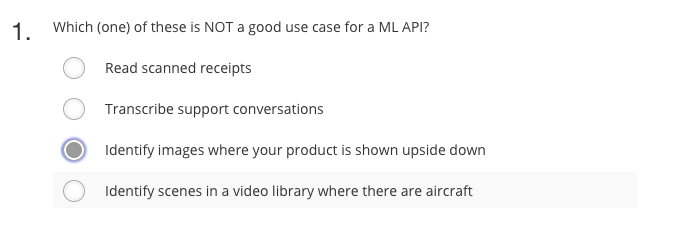 1. Which (one) of these is NOT a good use case for a ML API?
Read scanned receipts
Transcribe support conversations
Identify images where your product is shown upside down
Identify scenes in a video library where there are aircraft